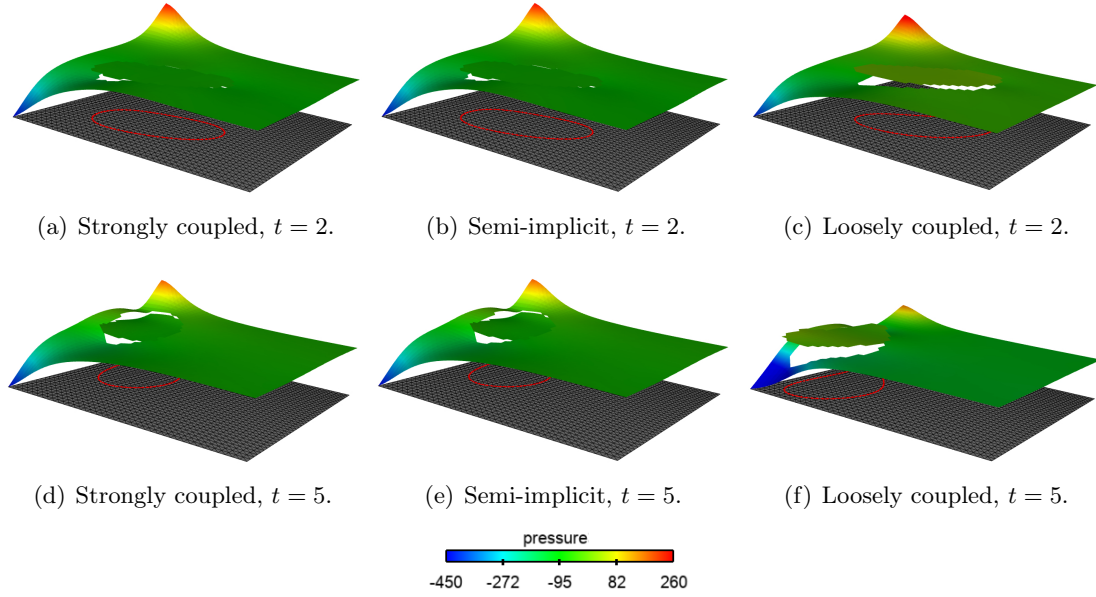 (a) Strongly coupled, t = 2.
(b) Semi-implicit, t = 2.
(c) Loosely coupled, t = 2.
(d) Strongly coupled, t = 5.
(e) Semi-implicit, t = 5.
(f) Loosely coupled, t = 5.
pressure
-450 -272 -95 82 260